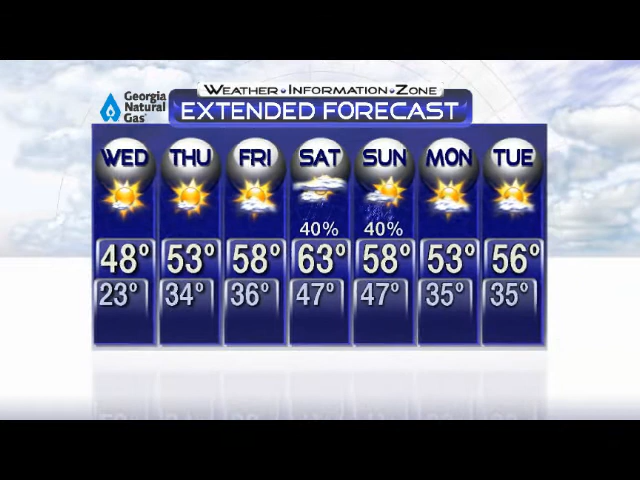 Georgia
Natural
Gas
WEATHER • INFORMATION • ZONE
EXTENDED FORECAST
WED THU FRI SAT SUN MON TUE
40% 40%
48° 53° 58° 63° 58° 53° 56°
23° 34° 36° 47° 47° 35° 35°